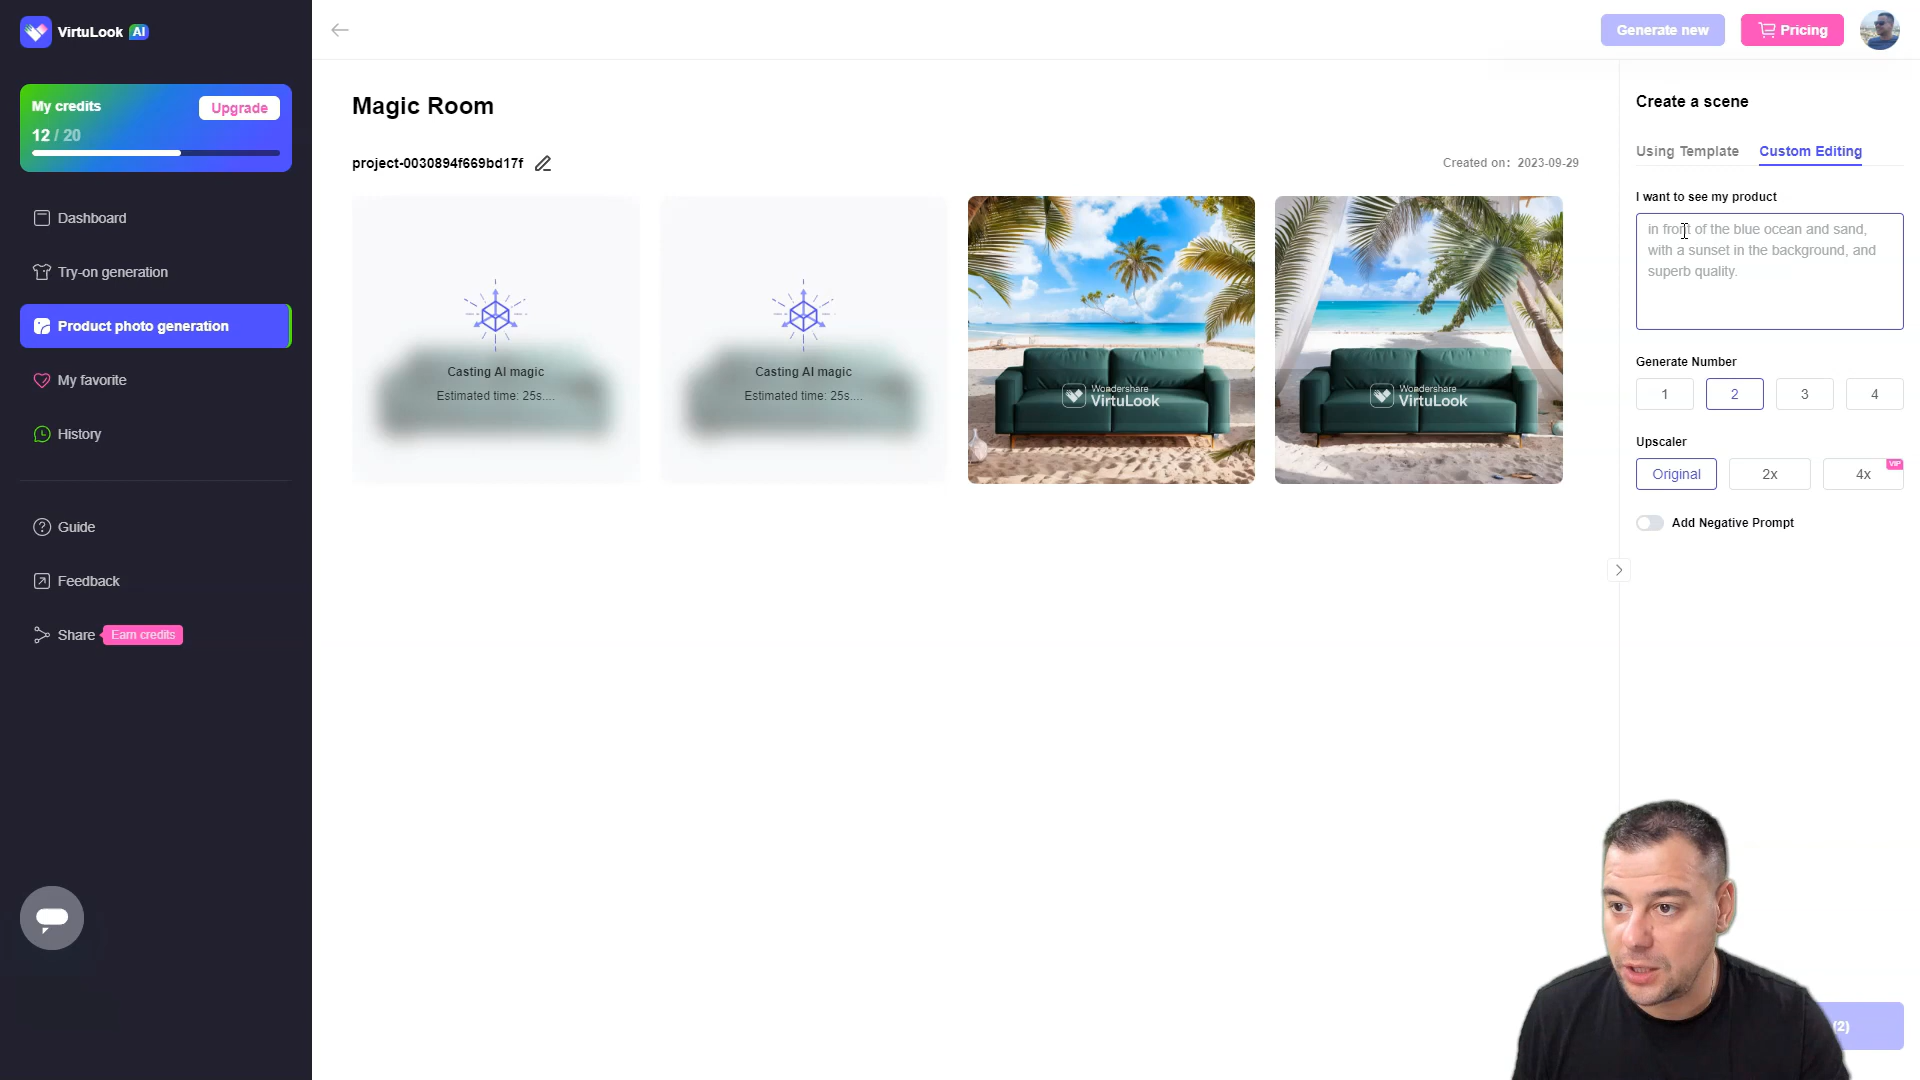 VirtuLook AI
Generate new
Pricing
My credits
Upgrade
12 / 20
Dashboard
Try-on generation
Product photo generation
My favorite
History
Guide
Feedback
Share
Earn credits
Magic Room
project-0030894f669bd17f
Created on: 2023-09-29
Casting AI magic
Estimated time: 25s....
Casting AI magic
Estimated time: 25s....
Wondershare
VirtuLook
Wondershare
VirtuLook
Create a scene
Using Template
Custom Editing
I want to see my product
in front of the blue ocean and sand,
with a sunset in the background, and
superb quality.
Generate Number
1
2
3
4
Upscaler
Original
2x
4x
VIP
Add Negative Prompt
(2)